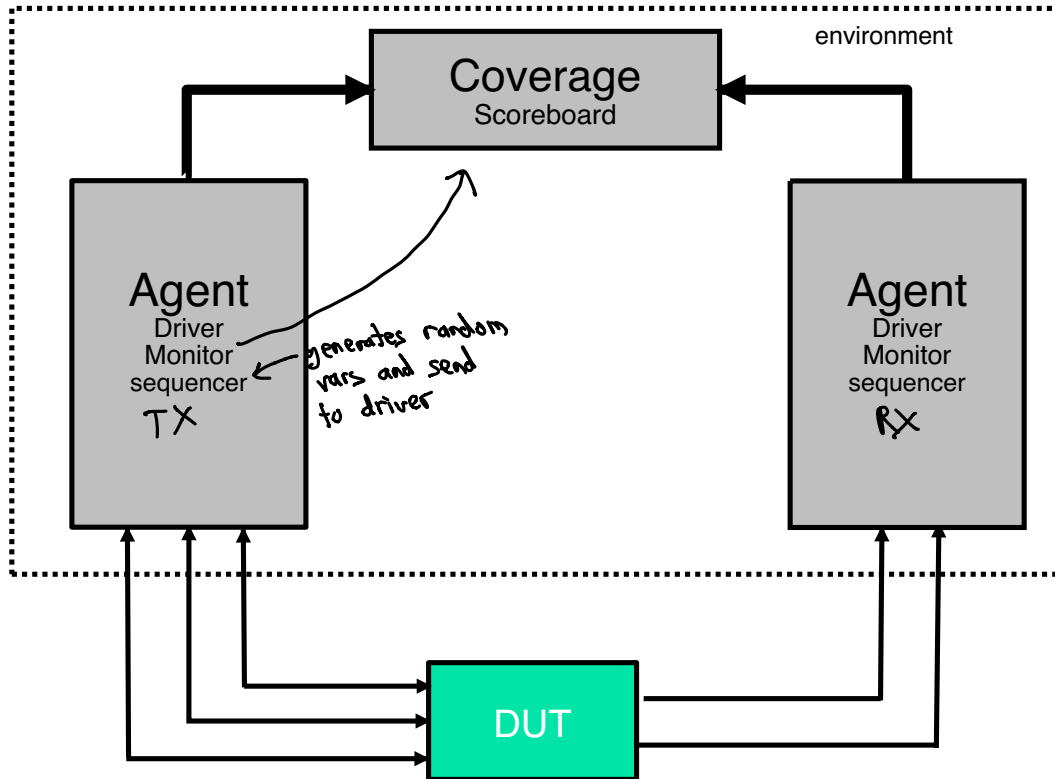 environment
Coverage
Scoreboard
Agent
Driver
Monitor
sequencer
TX
generates random
vars and send
to driver
Agent
Driver
Monitor
sequencer
RX
DUT